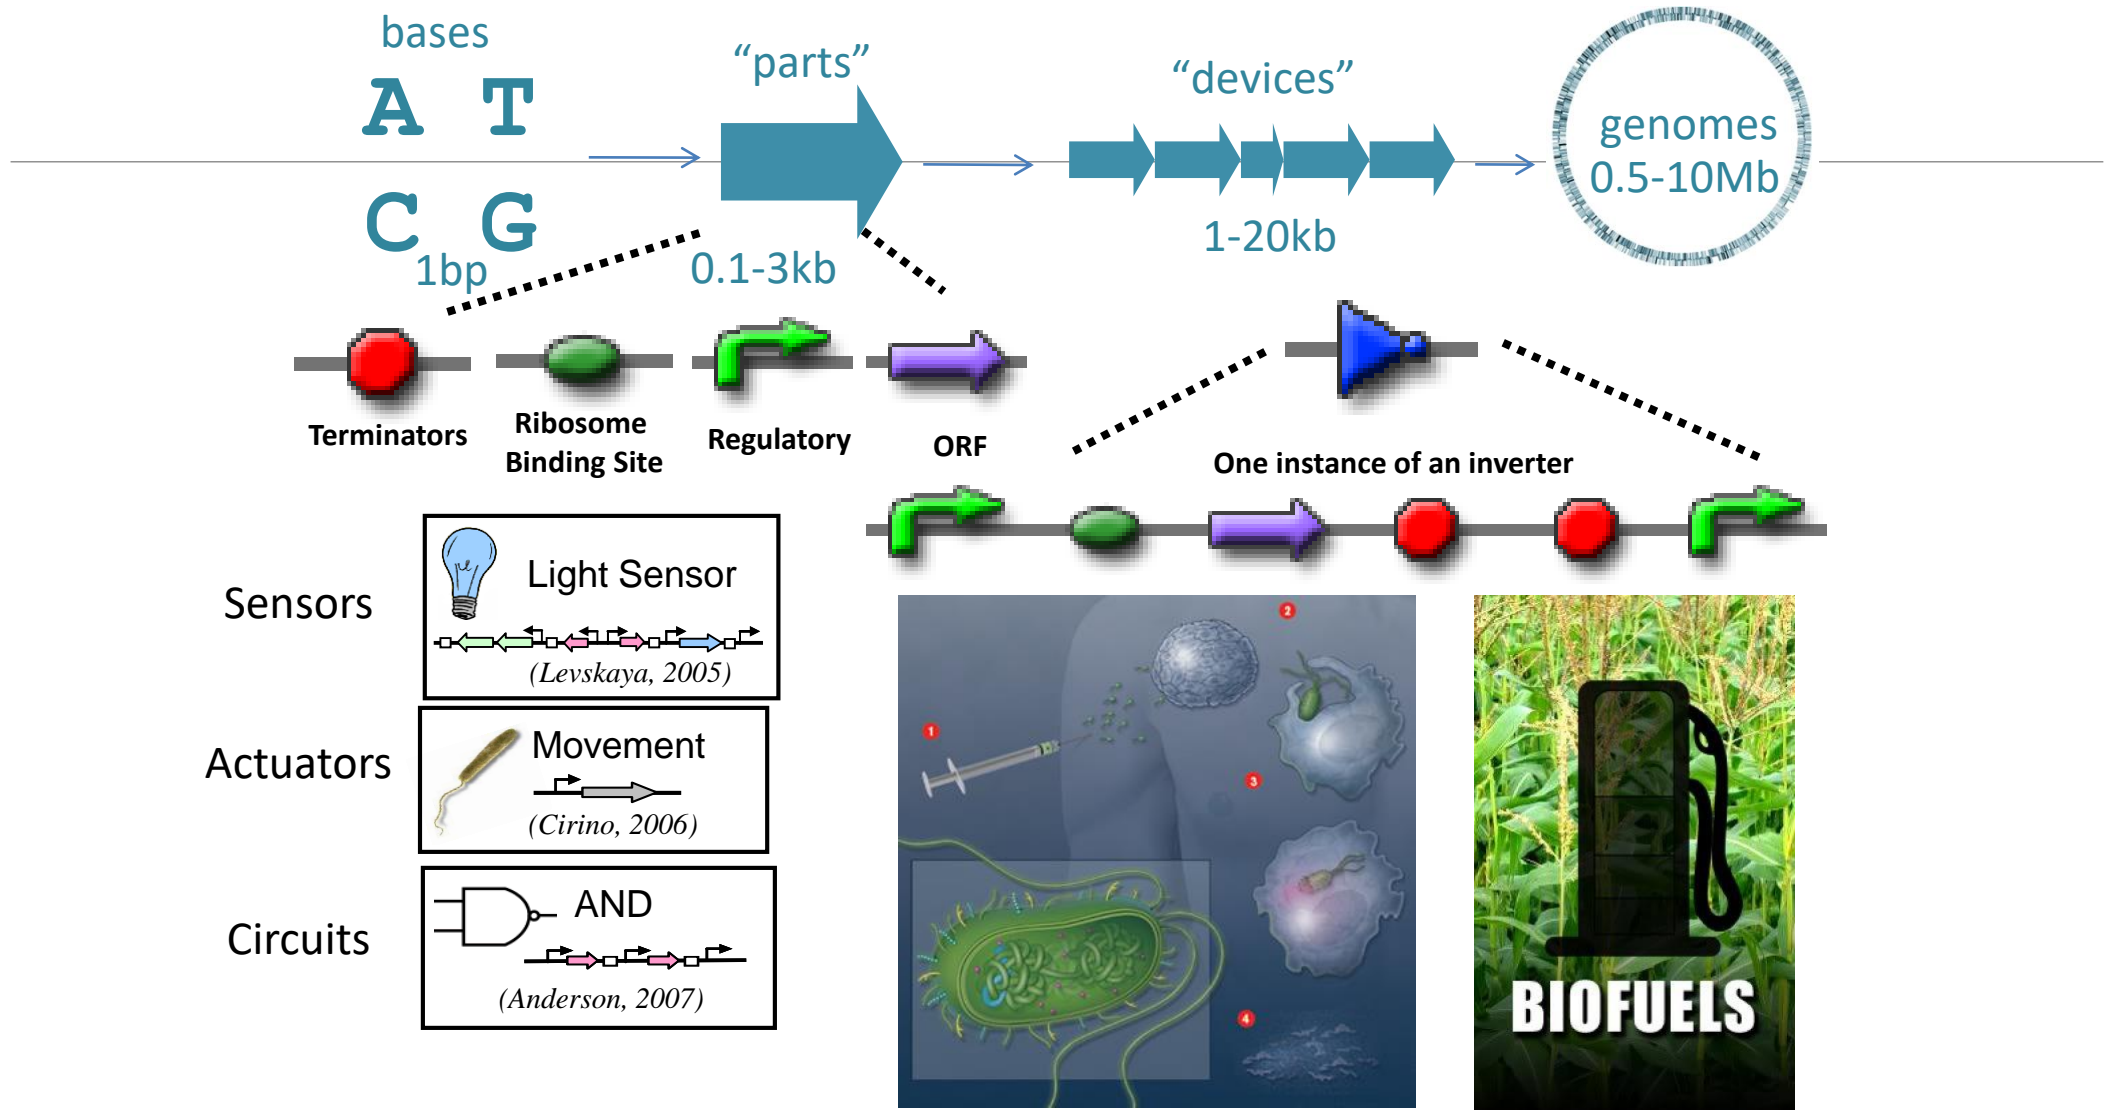 bases
A T
C G
1bp
“parts”
0.1-3kb
“devices”
1-20kb
genomes
0.5-10Mb
Terminators
Ribosome
Binding Site
Regulatory
ORF
One instance of an inverter
Sensors
Light Sensor
(Levskaya, 2005)
Actuators
Movement
(Cirino, 2006)
Circuits
AND
(Anderson, 2007)
1
2
3
4
BIOFUELS